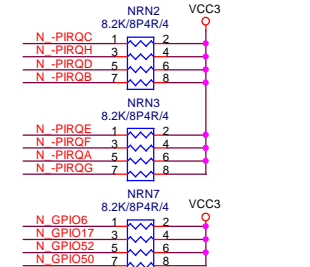 NRN2 VCC3
8.2K/8P4R/4
N_-PIRQC 1 2
N_-PIRQH 3 4
N_-PIRQD 5 6
N_-PIRQB 7 8
NRN3
8.2K/8P4R/4
N_-PIRQE 1 2
N_-PIRQF 3 4
N_-PIRQA 5 6
N_-PIRQG 7 8
NRN7 VCC3
8.2K/8P4R/4
N_GPIO6 1 2
N_GPIO17 3 4
N_GPIO52 5 6
N_GPIO50 7 8